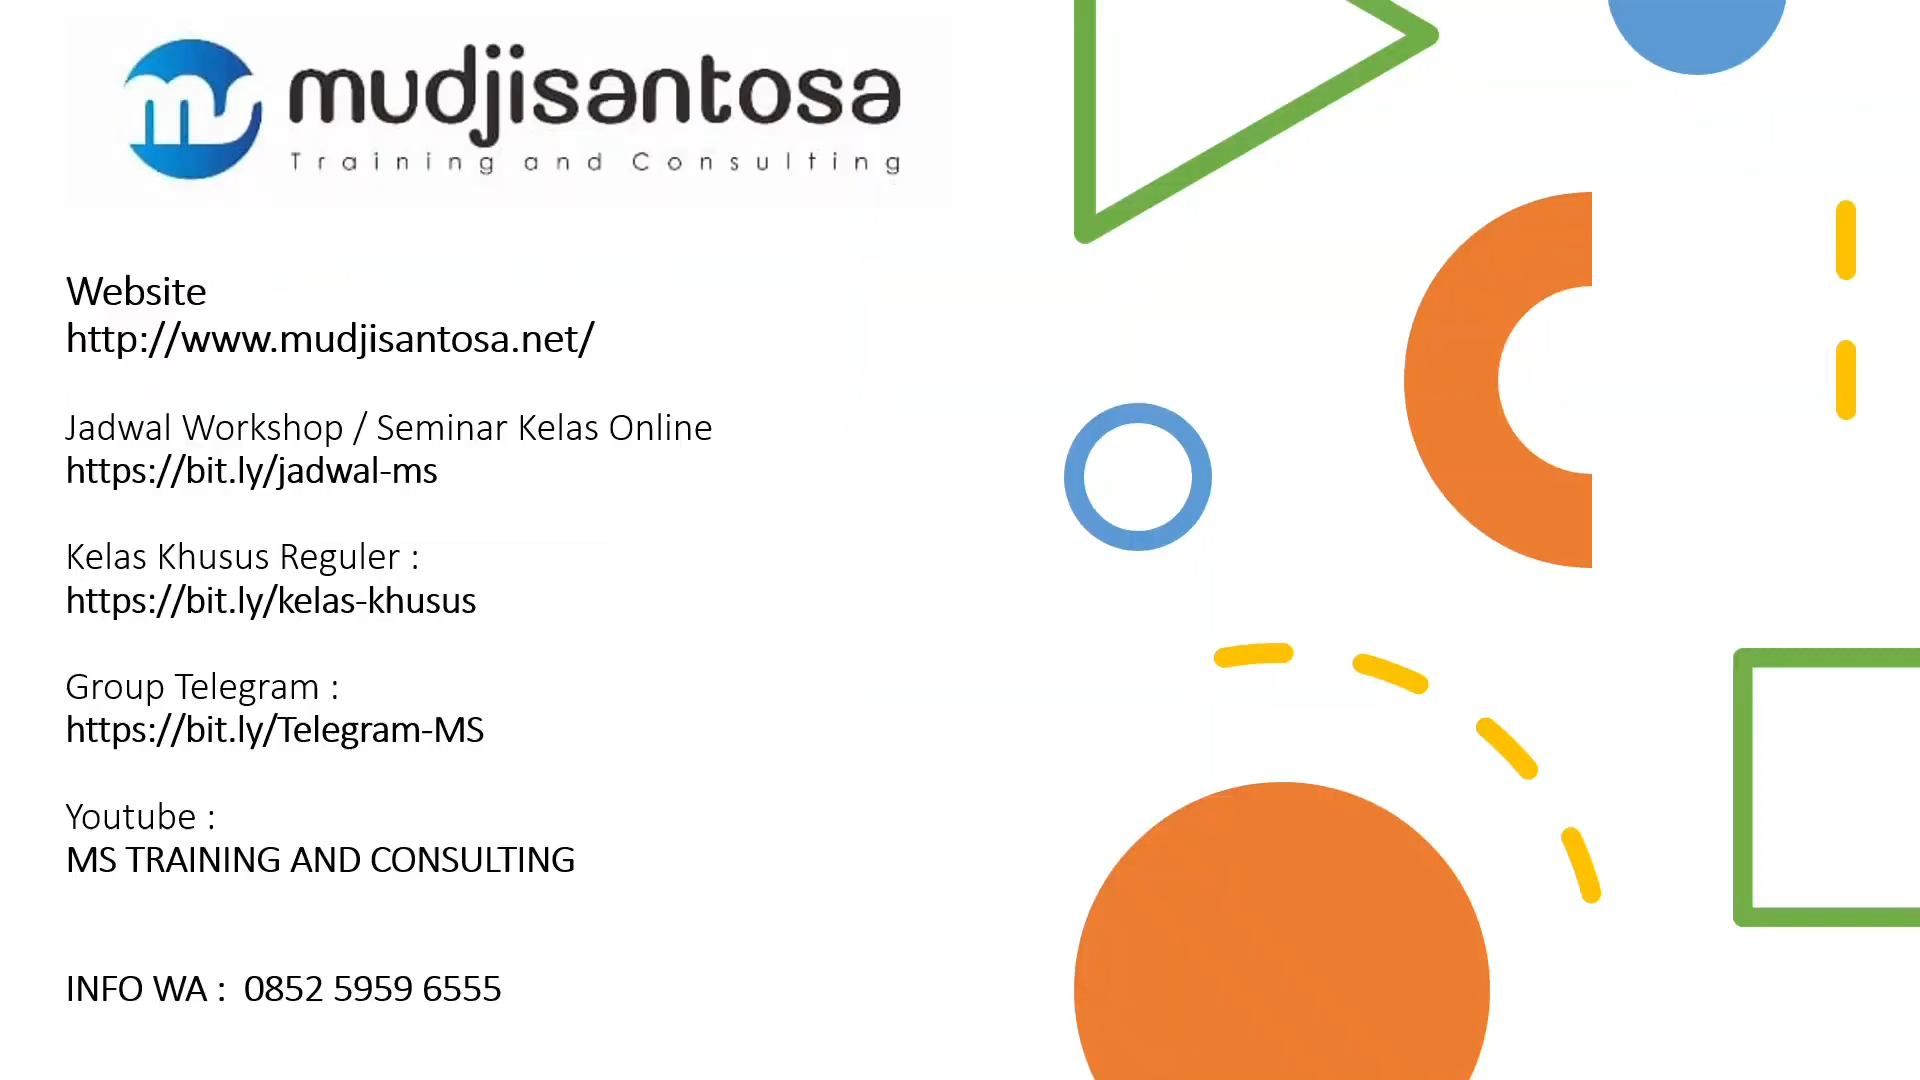 mudjisantosa
Training and Consulting
Website
http://www.mudjisantosa.net/
Jadwal Workshop / Seminar Kelas Online
https://bit.ly/jadwal-ms
Kelas Khusus Reguler :
https://bit.ly/kelas-khusus
Group Telegram :
https://bit.ly/Telegram-MS
Youtube :
MS TRAINING AND CONSULTING
INFO WA : 0852 5959 6555